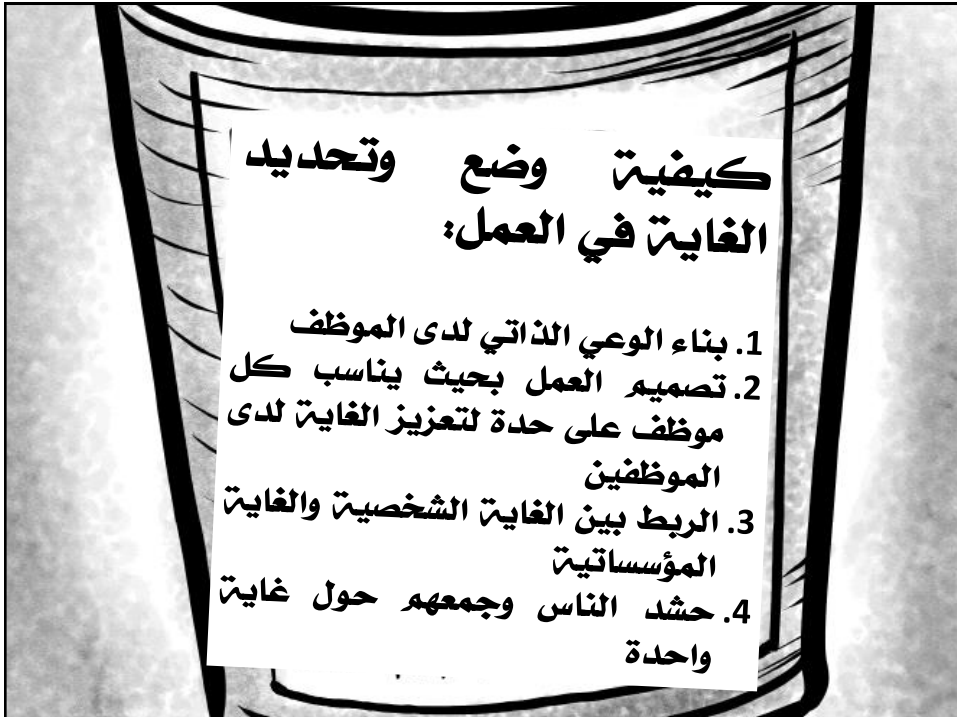 كيفية وضع وتحديد
الغاية في العمل:
1. بناء الوعي الذاتي لدى الموظف
2. تصميم العمل بحيث يناسب كل
موظف على حدة لتعزيز الغاية لدى
الموظفين
3. الربط بين الغاية الشخصية والغاية
المؤسساتية
4. حشد الناس وجمعهم حول غاية
واحدة